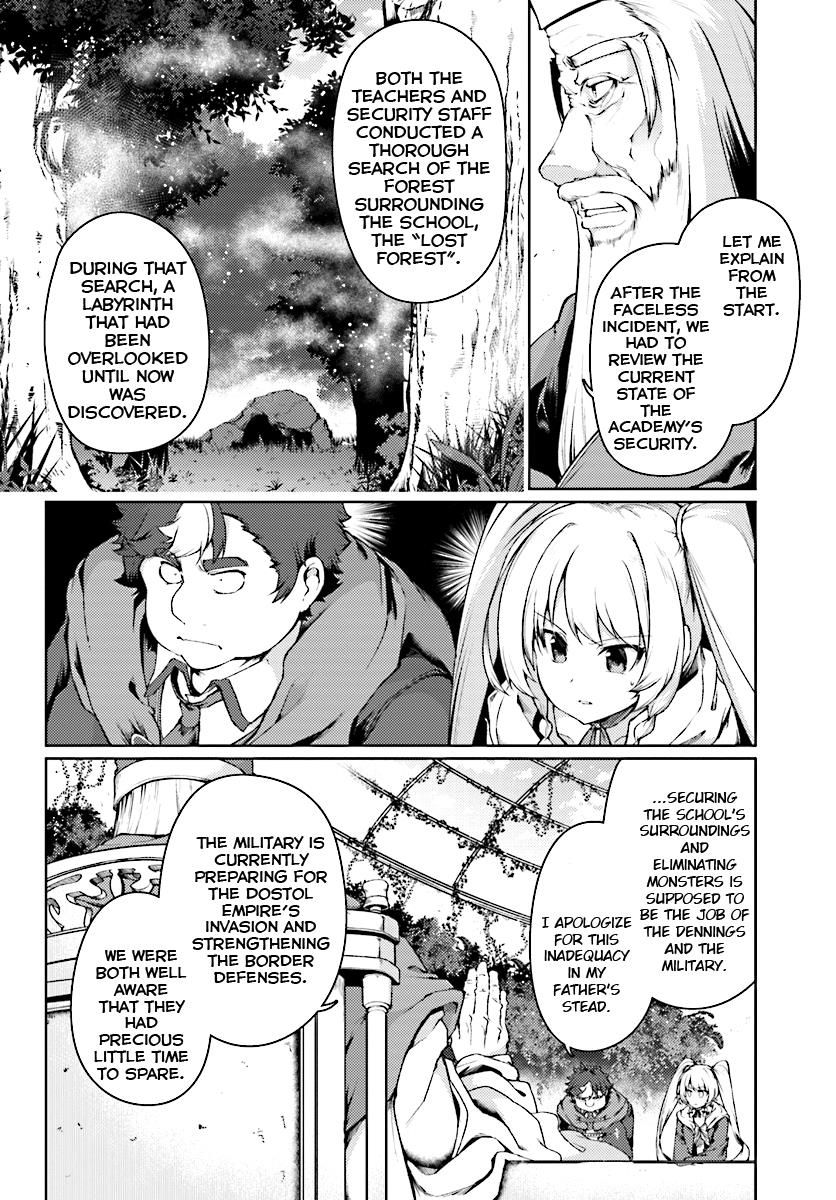 LET ME
EXPLAIN
FROM
THE
START.
AFTER THE
FACELESS
INCIDENT, WE
HAD TO
REVIEW THE
CURRENT
STATE OF
THE
ACADEMY'S
SECURITY.
BOTH THE
TEACHERS AND
SECURITY STAFF
CONDUCTED A
THOROUGH
SEARCH OF THE
FOREST
SURROUNDING
THE SCHOOL,
THE "LOST
FOREST".
DURING THAT
SEARCH, A
LABYRINTH
THAT HAD
BEEN
OVERLOOKED
UNTIL NOW
WAS
DISCOVERED.
...SECURING
THE SCHOOL'S
SURROUNDINGS
AND
ELIMINATING
MONSTERS IS
SUPPOSED TO
BE THE JOB OF
THE DENNINGS
AND THE
MILITARY.
I APOLOGIZE
FOR THIS
INADEQUACY
IN MY
FATHER'S
STEAD.
THE MILITARY IS
CURRENTLY
PREPARING FOR
THE DOSTOL
EMPIRE'S
INVASION AND
STRENGTHENING
THE BORDER
DEFENSES.
WE WERE
BOTH WELL
AWARE
THAT THEY
HAD
PRECIOUS
LITTLE TIME
TO SPARE.